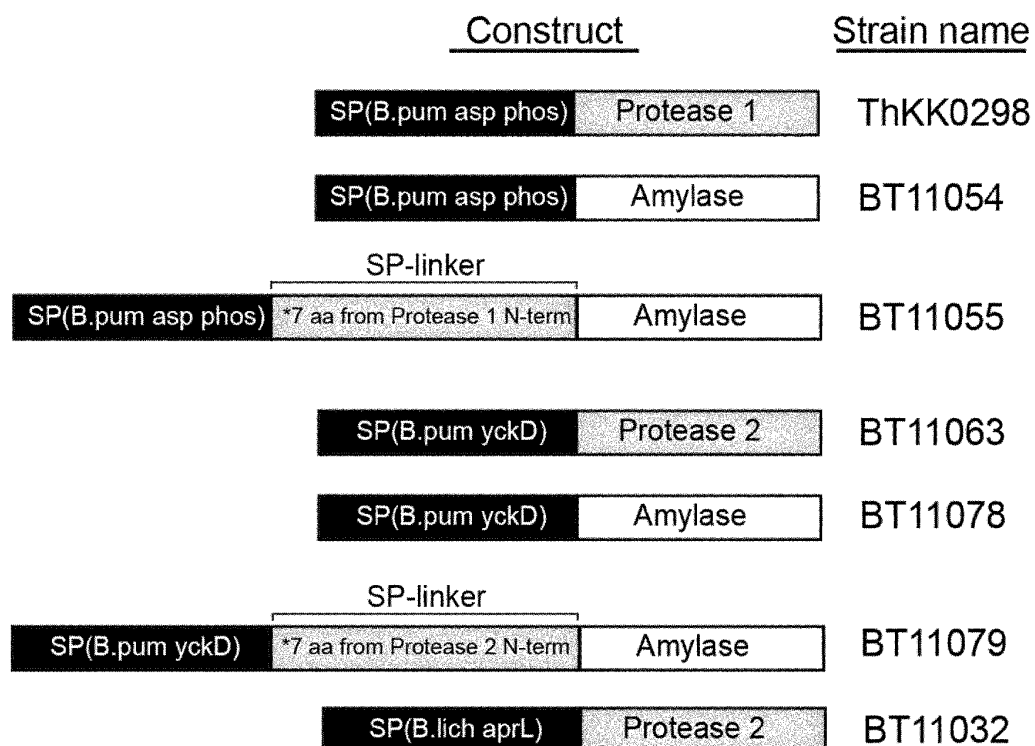 Construct Strain name
SP(B.pum asp phos) Protease 1 ThKK0298
SP(B.pum asp phos) Amylase BT11054
SP-linker
SP(B.pum asp phos) *7 aa from Protease 1 N-term Amylase BT11055
SP(B.pum yckD) Protease 2 BT11063
SP(B.pum yckD) Amylase BT11078
SP-linker
SP(B.pum yckD) *7 aa from Protease 2 N-term Amylase BT11079
SP(B.lich aprL) Protease 2 BT11032